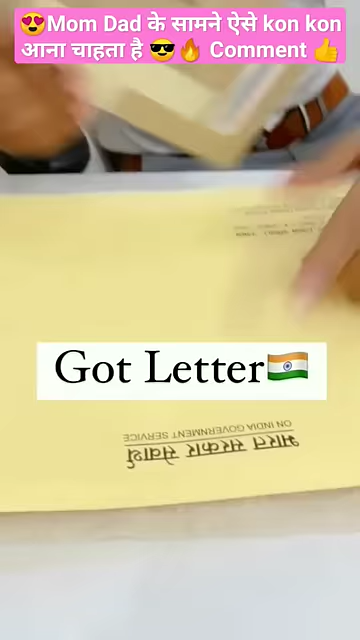 😍Mom Dad के सामने ऐसे kon kon
आना चाहता है 😎🔥 Comment 👍
Got Letter🇮🇳
भारत सरकार सेवार्थ
ON INDIA GOVERNMENT SERVICE